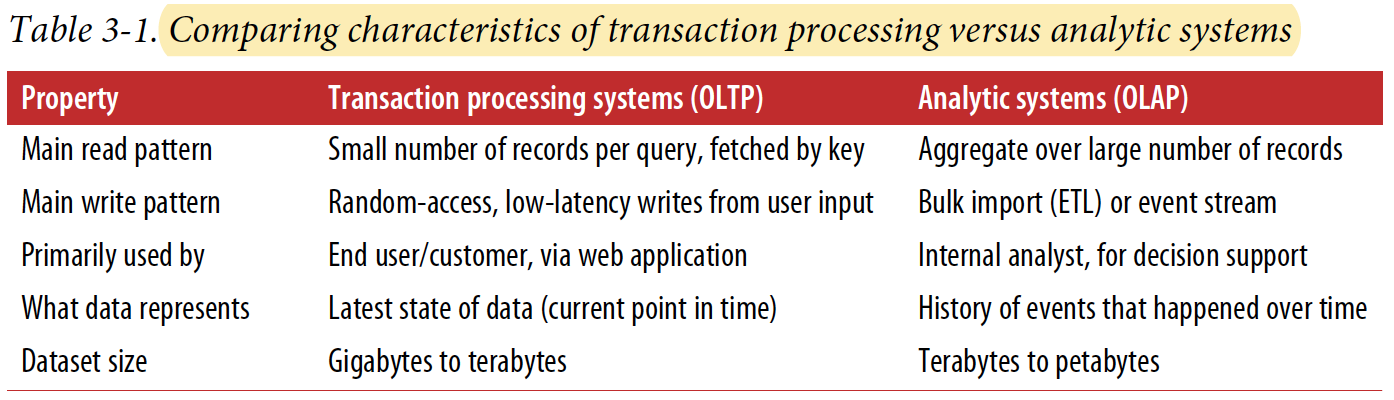 Table 3-1. Comparing characteristics of transaction processing versus analytic systems
Property Transaction processing systems (OLTP) Analytic systems (OLAP)
Main read pattern Small number of records per query, fetched by key Aggregate over large number of records
Main write pattern Random-access, low-latency writes from user input Bulk import (ETL) or event stream
Primarily used by End user/customer, via web application Internal analyst, for decision support
What data represents Latest state of data (current point in time) History of events that happened over time
Dataset size Gigabytes to terabytes Terabytes to petabytes